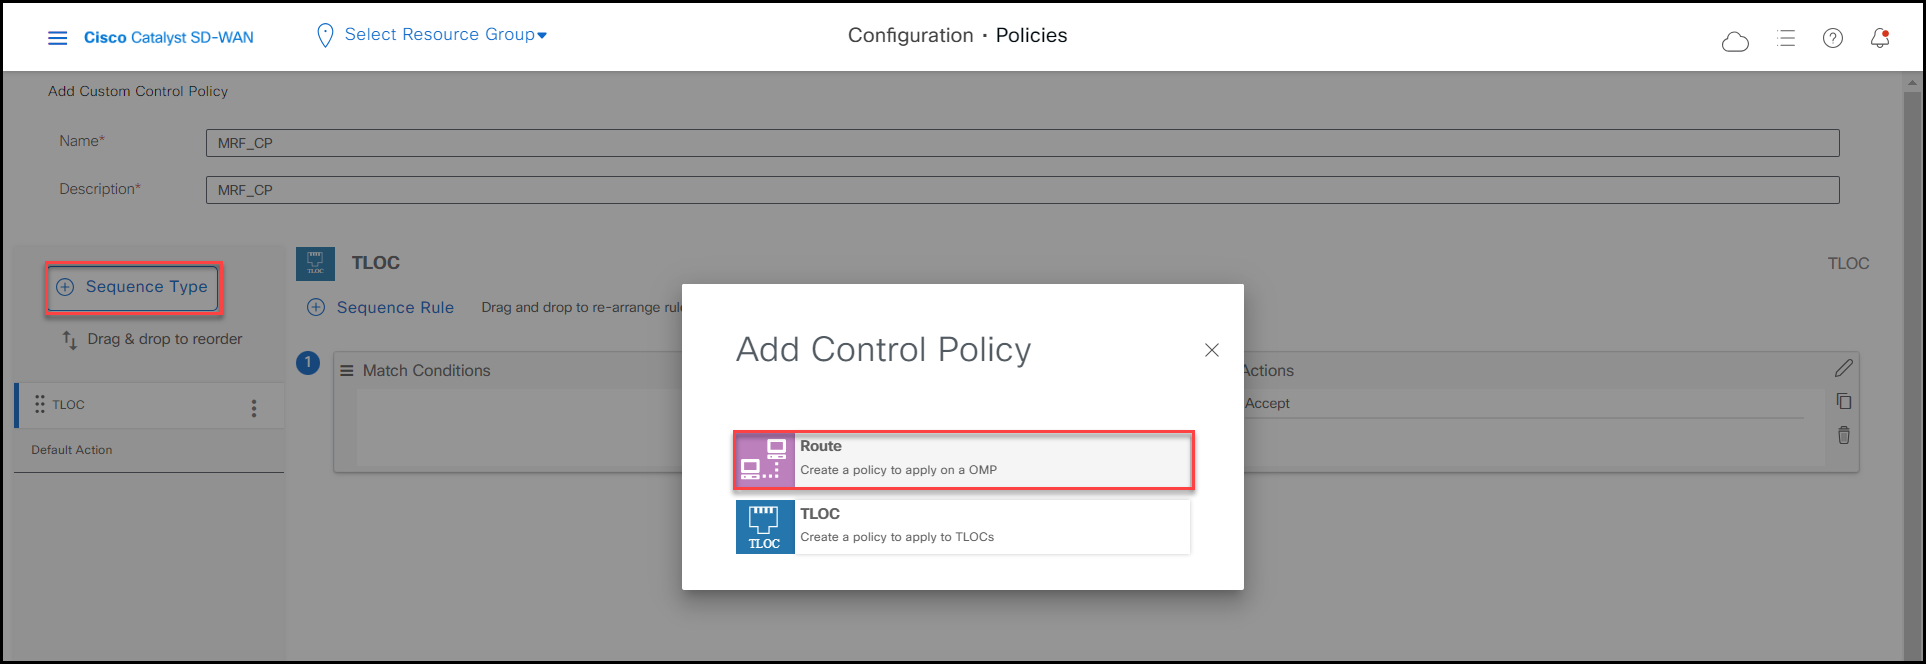 Cisco Catalyst SD-WAN
Select Resource Group
Configuration · Policies
Add Custom Control Policy
Name*
MRF_CP
Description*
MRF_CP
Sequence Type
Drag & drop to reorder
TLOC
Default Action
TLOC
TLOC
TLOC
Sequence Rule
Drag and drop to re-arrange
1
Match Conditions
Actions
Accept
Add Control Policy
Route
Create a policy to apply on a OMP
TLOC
TLOC
Create a policy to apply to TLOCs